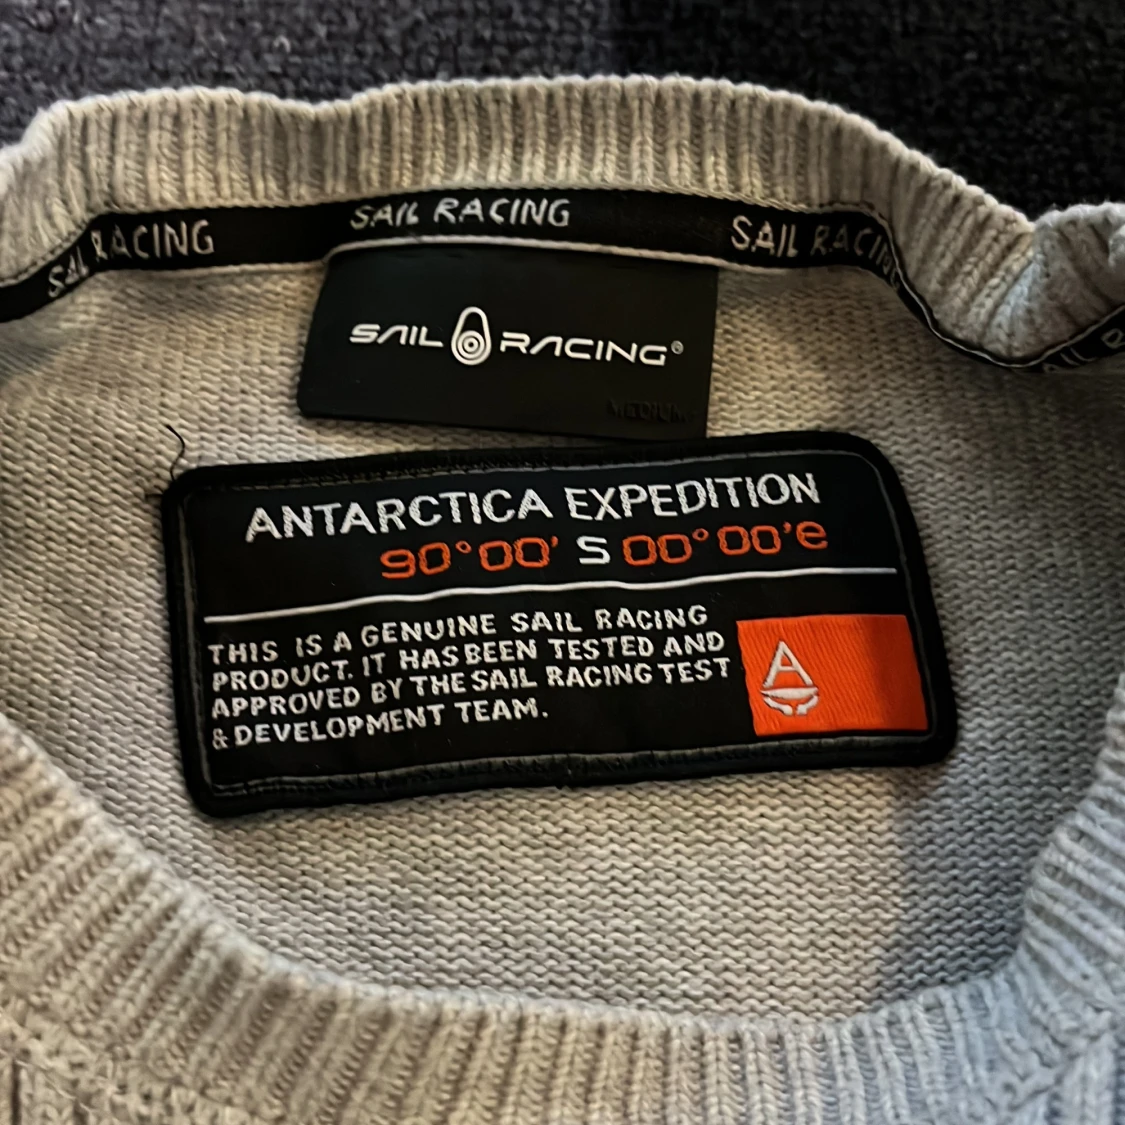 SAIL RACING
SAIL RACING
SAIL RACING
SAIL RACING®
MEDIUM
ANTARCTICA EXPEDITION
90°00' S 00°00'e
THIS IS A GENUINE SAIL RACING
PRODUCT. IT HAS BEEN TESTED AND
APPROVED BY THE SAIL RACING TEST
& DEVELOPMENT TEAM.
A